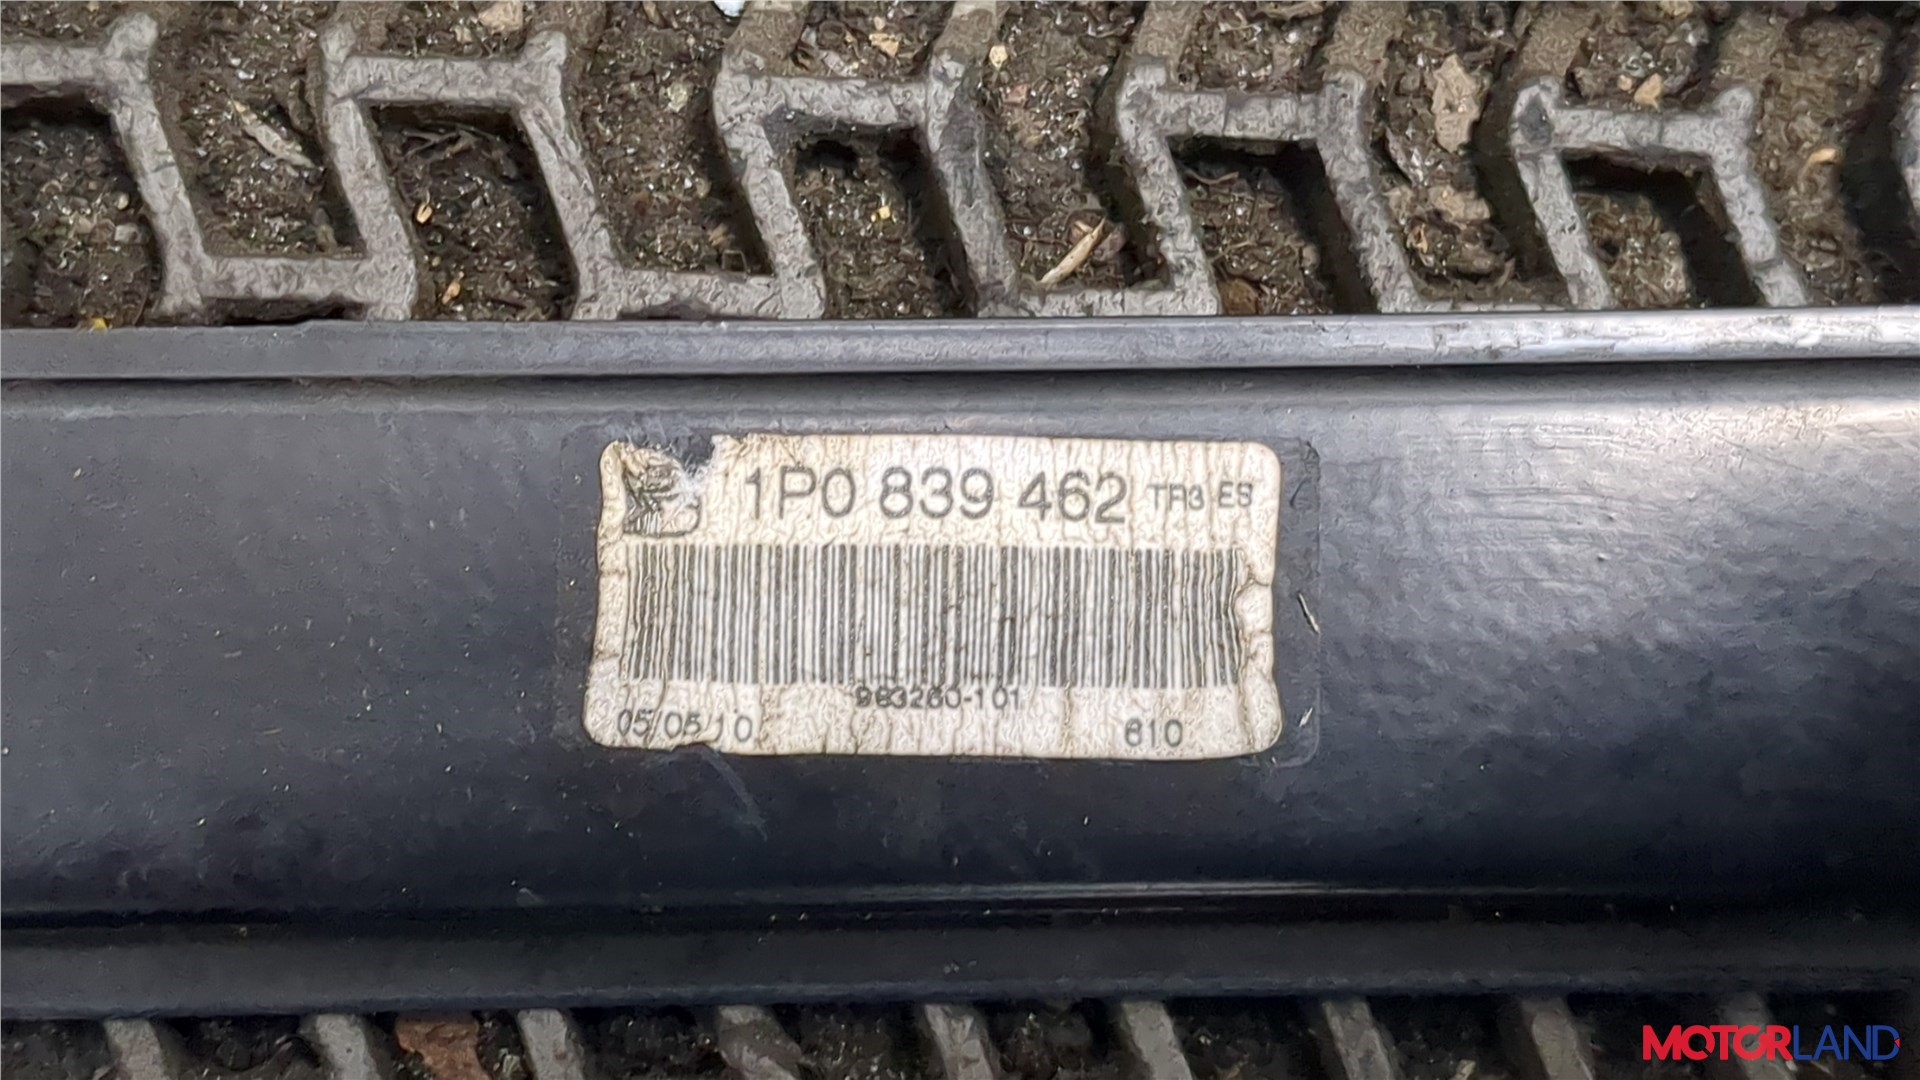 1P0 839 462 TR3 ES
983260-101
05/05/10 610
MOTORLAND